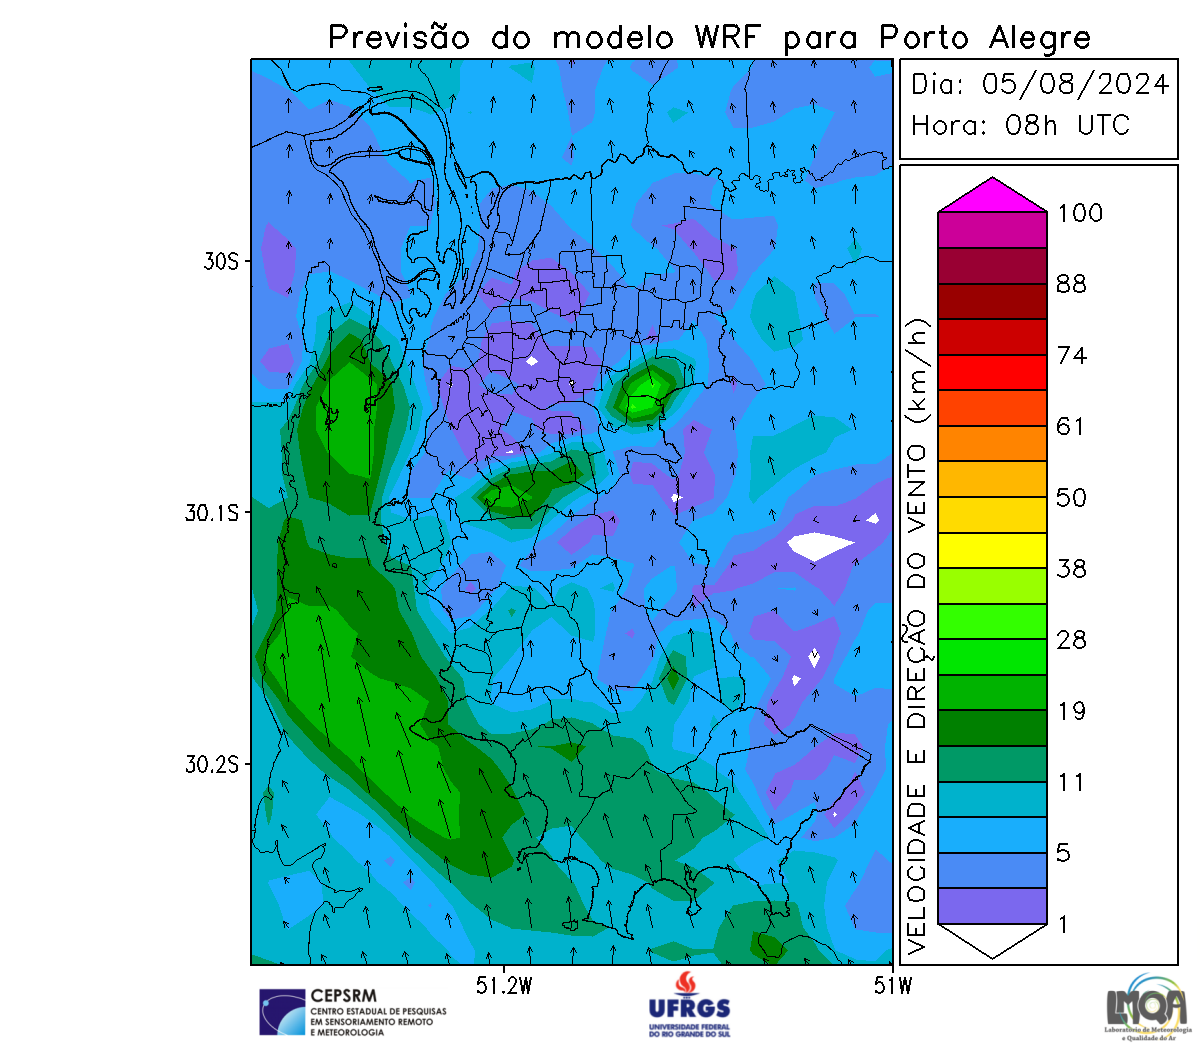 Previsão do modelo WRF para Porto Alegre
Dia: 05/08/2024
Hora: 08h UTC
100
88
74
61
50
38
28
19
11
5
1
VELOCIDADE E DIREÇÃO DO VENTO (km/h)
30S
30.1S
30.2S
51.2W
51W
CEPSRM
CENTRO ESTADUAL DE PESQUISAS
EM SENSORIAMENTO REMOTO
E METEOROLOGIA
UFRGS
UNIVERSIDADE FEDERAL
DO RIO GRANDE DO SUL
LMQA
Laboratório de Meteorologia
e Qualidade do Ar